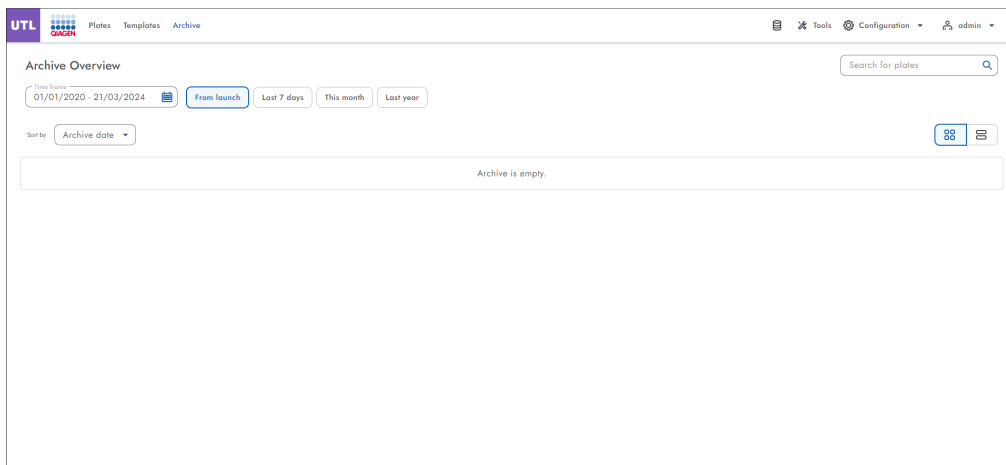 UTL QIAGEN Plates Templates Archive Tools Configuration admin
Archive Overview
Search for plates
Time frame
01/01/2020 - 21/03/2024 From launch Last 7 days This month Last year
Sort by Archive date
Archive is empty.